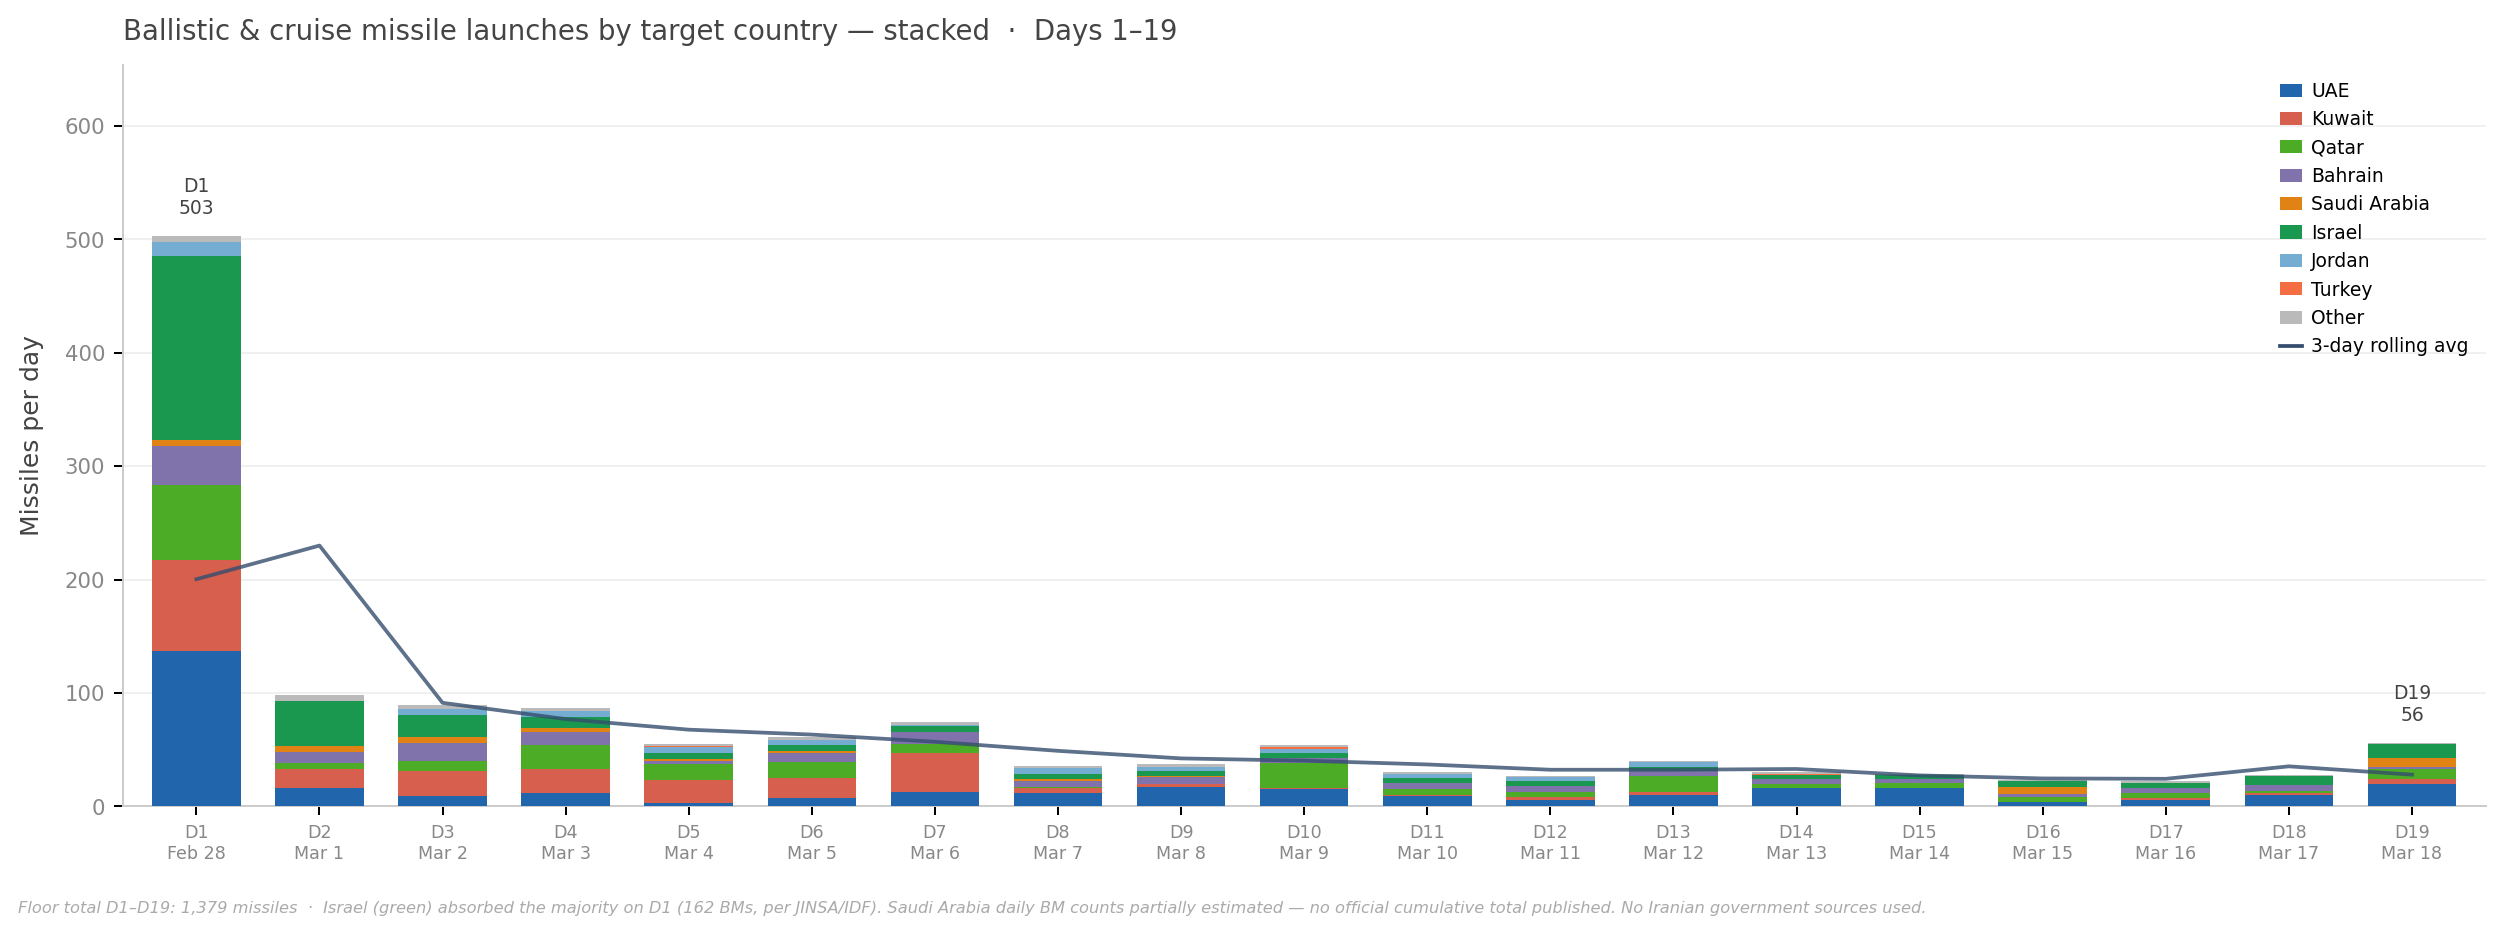 Ballistic & cruise missile launches by target country — stacked · Days 1–19
Missiles per day
600
500
400
300
200
100
0
D1
503
D19
56
UAE
Kuwait
Qatar
Bahrain
Saudi Arabia
Israel
Jordan
Turkey
Other
3-day rolling avg
D1 D2 D3 D4 D5 D6 D7 D8 D9 D10 D11 D12 D13 D14 D15 D16 D17 D18 D19
Feb 28 Mar 1 Mar 2 Mar 3 Mar 4 Mar 5 Mar 6 Mar 7 Mar 8 Mar 9 Mar 10 Mar 11 Mar 12 Mar 13 Mar 14 Mar 15 Mar 16 Mar 17 Mar 18
Floor total D1–D19: 1,379 missiles · Israel (green) absorbed the majority on D1 (162 BMs, per JINSA/IDF). Saudi Arabia daily BM counts partially estimated — no official cumulative total published. No Iranian government sources used.